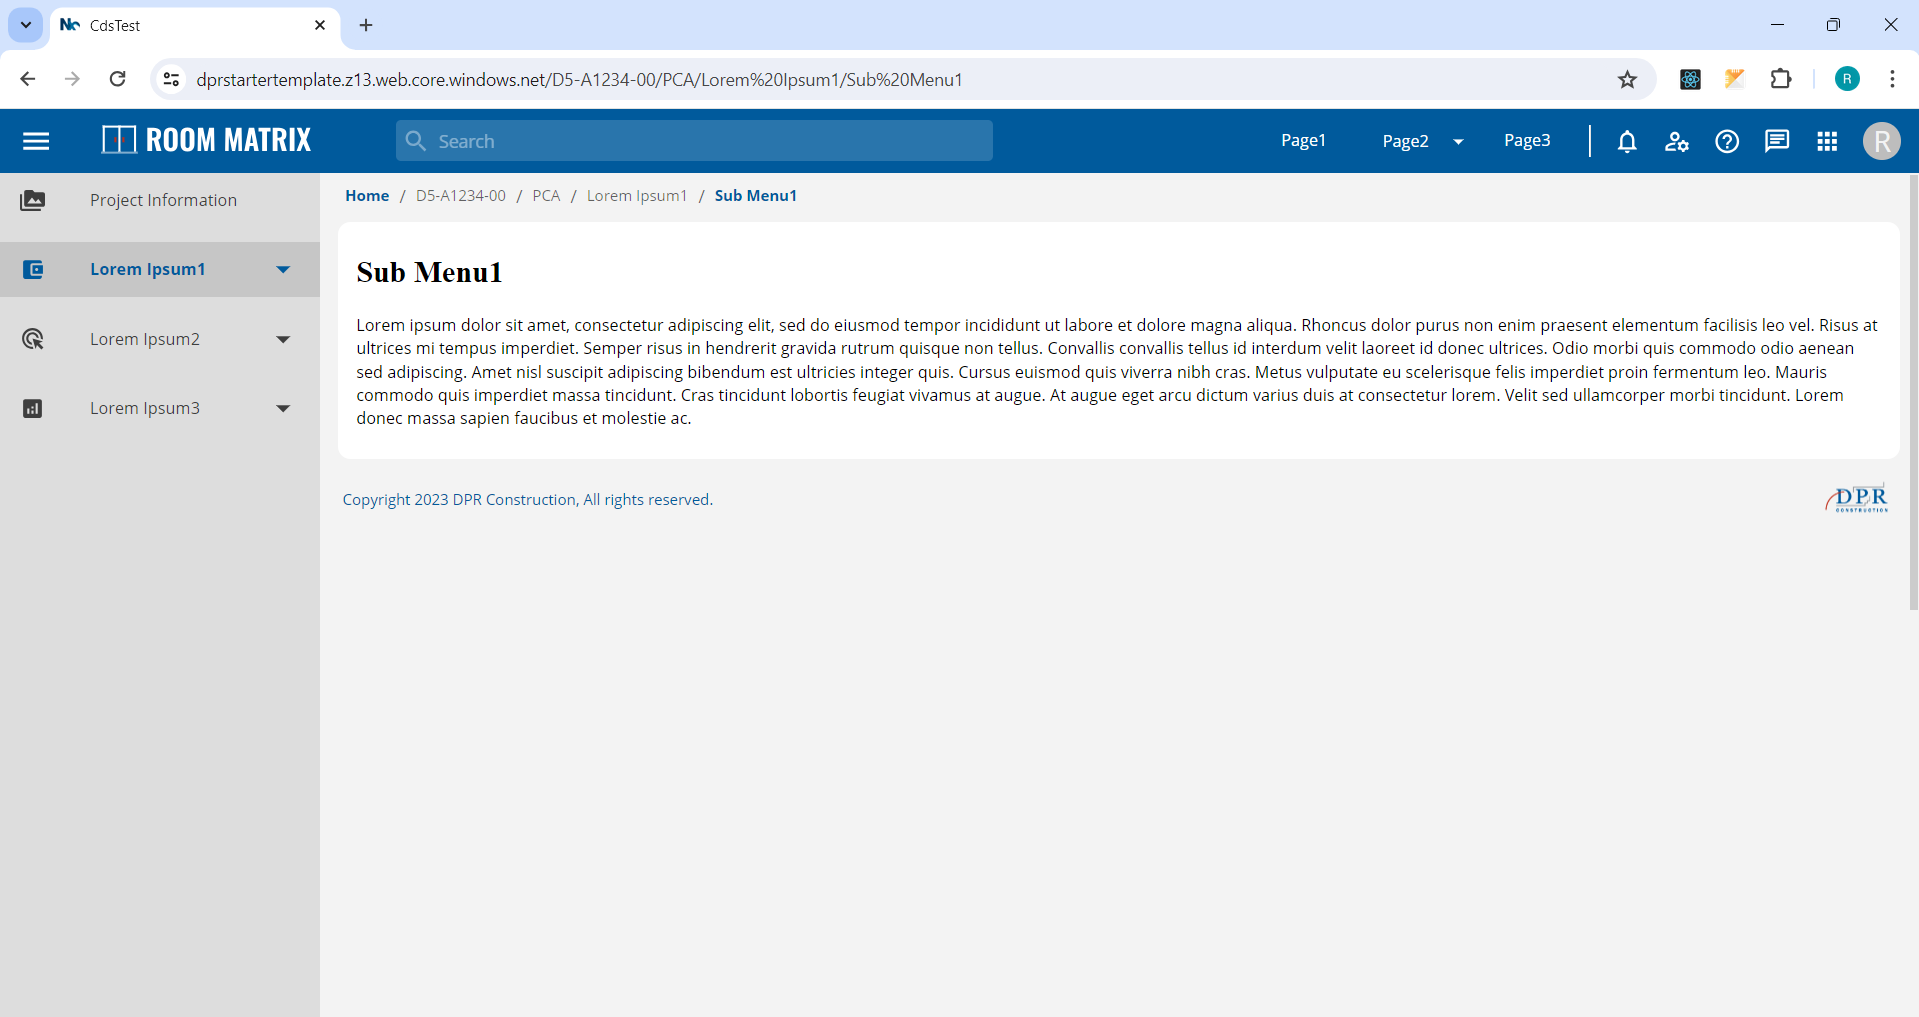 CdsTest
dprstartertemplate.z13.web.core.windows.net/D5-A1234-00/PCA/Lorem%20Ipsum1/Sub%20Menu1
R
ROOM MATRIX
Search
Page1
Page2
Page3
R
Project Information
Lorem Ipsum1
Lorem Ipsum2
Lorem Ipsum3
Home / D5-A1234-00 / PCA / Lorem Ipsum1 / Sub Menu1
Sub Menu1
Lorem ipsum dolor sit amet, consectetur adipiscing elit, sed do eiusmod tempor incididunt ut labore et dolore magna aliqua. Rhoncus dolor purus non enim praesent elementum facilisis leo vel. Risus at
ultrices mi tempus imperdiet. Semper risus in hendrerit gravida rutrum quisque non tellus. Convallis convallis tellus id interdum velit laoreet id donec ultrices. Odio morbi quis commodo odio aenean
sed adipiscing. Amet nisl suscipit adipiscing bibendum est ultricies integer quis. Cursus euismod quis viverra nibh cras. Metus vulputate eu scelerisque felis imperdiet proin fermentum leo. Mauris
commodo quis imperdiet massa tincidunt. Cras tincidunt lobortis feugiat vivamus at augue. At augue eget arcu dictum varius duis at consectetur lorem. Velit sed ullamcorper morbi tincidunt. Lorem
donec massa sapien faucibus et molestie ac.
Copyright 2023 DPR Construction, All rights reserved.
DPR
CONSTRUCTION